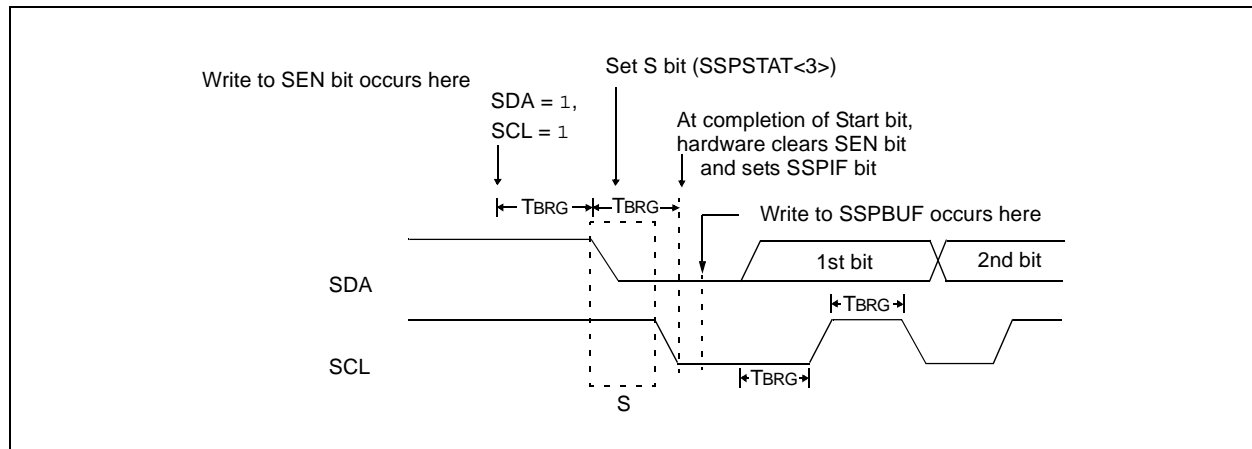 Write to SEN bit occurs here
Set S bit (SSPSTAT<3>)
SDA = 1,
SCL = 1
At completion of Start bit,
hardware clears SEN bit
and sets SSPIF bit
TBRG
TBRG
Write to SSPBUF occurs here
SDA
1st bit
2nd bit
TBRG
SCL
TBRG
S